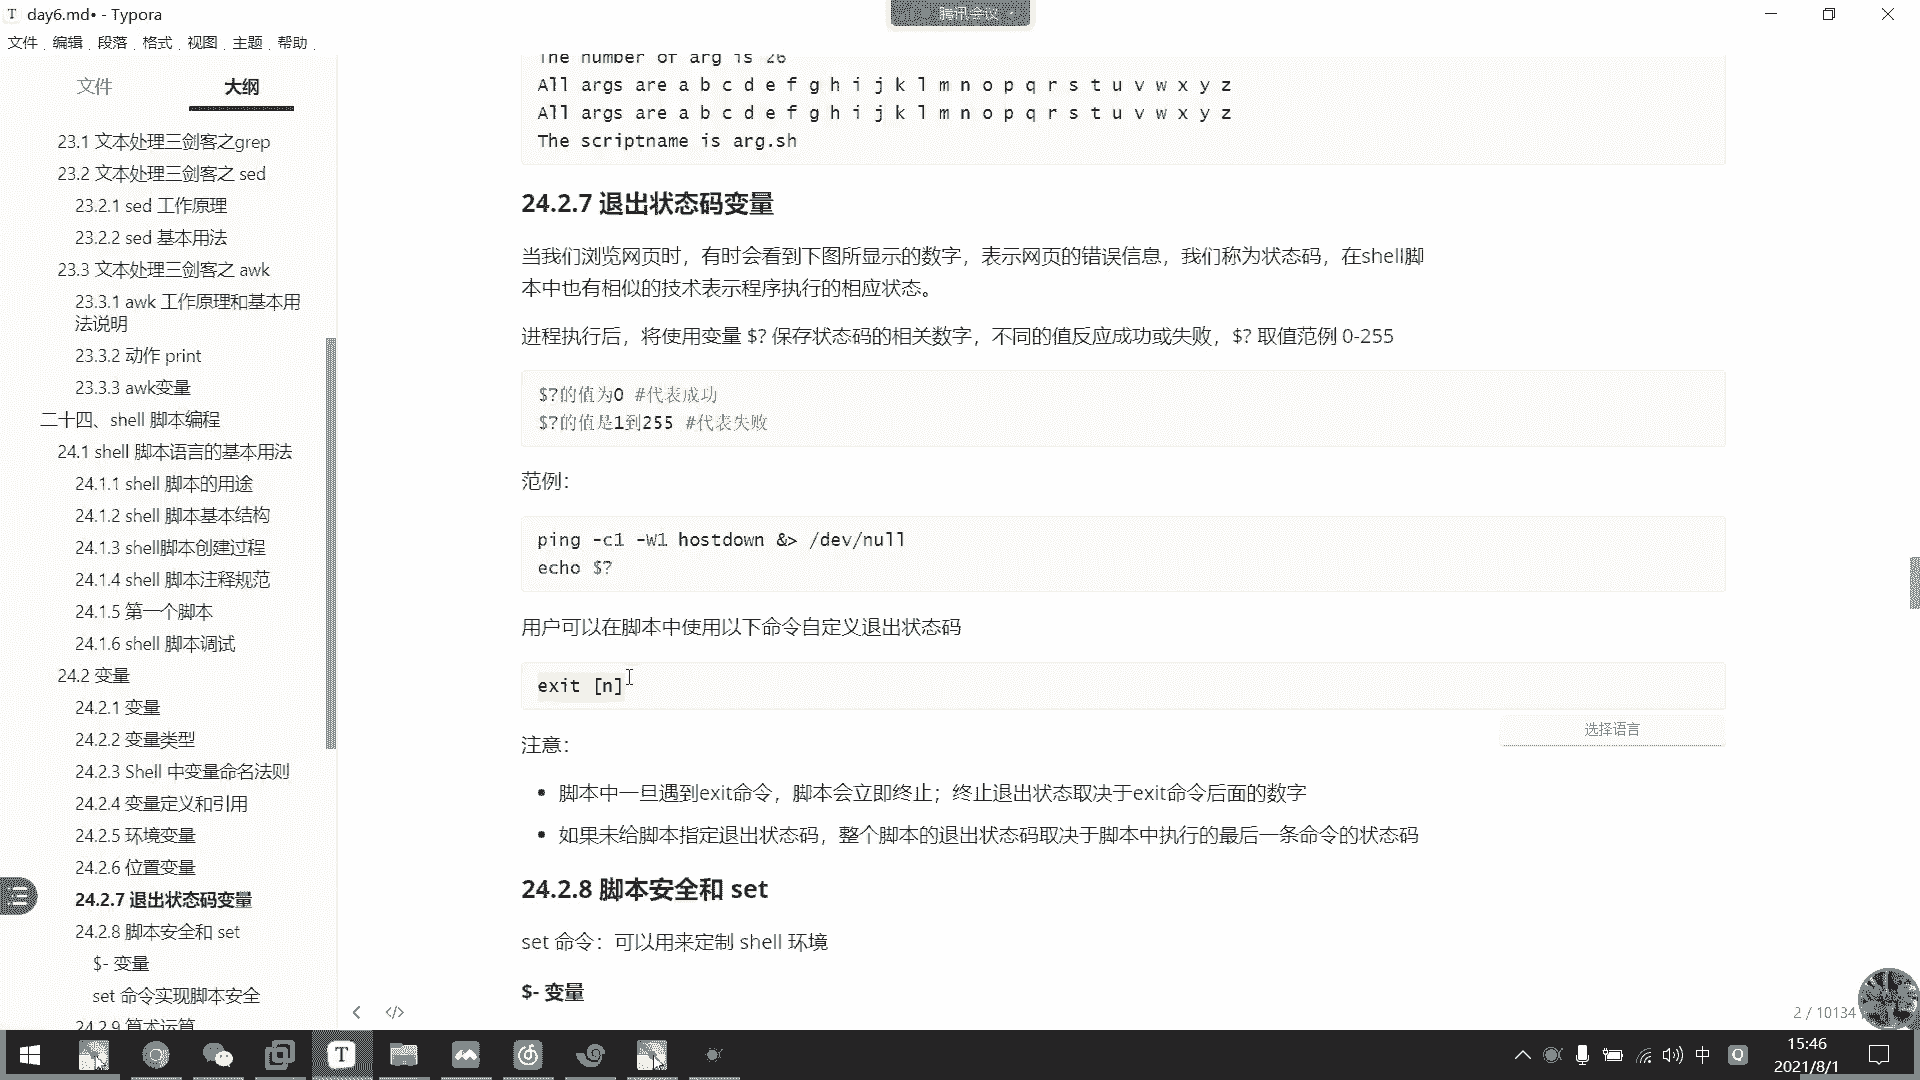 day6.md• - Typora
腾讯会议
文件 编辑 段落 格式 视图 主题 帮助
文件 大纲
23.1 文本处理三剑客之grep
23.2 文本处理三剑客之 sed
23.2.1 sed 工作原理
23.2.2 sed 基本用法
23.3 文本处理三剑客之 awk
23.3.1 awk 工作原理和基本用
法说明
23.3.2 动作 print
23.3.3 awk变量
二十四、shell 脚本编程
24.1 shell 脚本语言的基本用法
24.1.1 shell 脚本的用途
24.1.2 shell 脚本基本结构
24.1.3 shell脚本创建过程
24.1.4 shell 脚本注释规范
24.1.5 第一个脚本
24.1.6 shell 脚本调试
24.2 变量
24.2.1 变量
24.2.2 变量类型
24.2.3 Shell 中变量命名法则
24.2.4 变量定义和引用
24.2.5 环境变量
24.2.6 位置变量
24.2.7 退出状态码变量
24.2.8 脚本安全和 set
$- 变量
set 命令实现脚本安全
24.2.9 算术运算
The number of arg is 26
All args are a b c d e f g h i j k l m n o p q r s t u v w x y z
All args are a b c d e f g h i j k l m n o p q r s t u v w x y z
The scriptname is arg.sh
24.2.7 退出状态码变量
当我们浏览网页时，有时会看到下图所显示的数字，表示网页的错误信息，我们称为状态码，在shell脚
本中也有相似的技术表示程序执行的相应状态。
进程执行后，将使用变量 $? 保存状态码的相关数字，不同的值反应成功或失败，$? 取值范例 0-255
$?的值为0 #代表成功
$?的值是1到255 #代表失败
范例：
ping -c1 -W1 hostdown &> /dev/null
echo $?
用户可以在脚本中使用以下命令自定义退出状态码
exit [n]
选择语言
注意：
• 脚本中一旦遇到exit命令，脚本会立即终止；终止退出状态取决于exit命令后面的数字
• 如果未给脚本指定退出状态码，整个脚本的退出状态码取决于脚本中执行的最后一条命令的状态码
24.2.8 脚本安全和 set
set 命令：可以用来定制 shell 环境
$- 变量
2 / 10134
中
15:46
2021/8/1